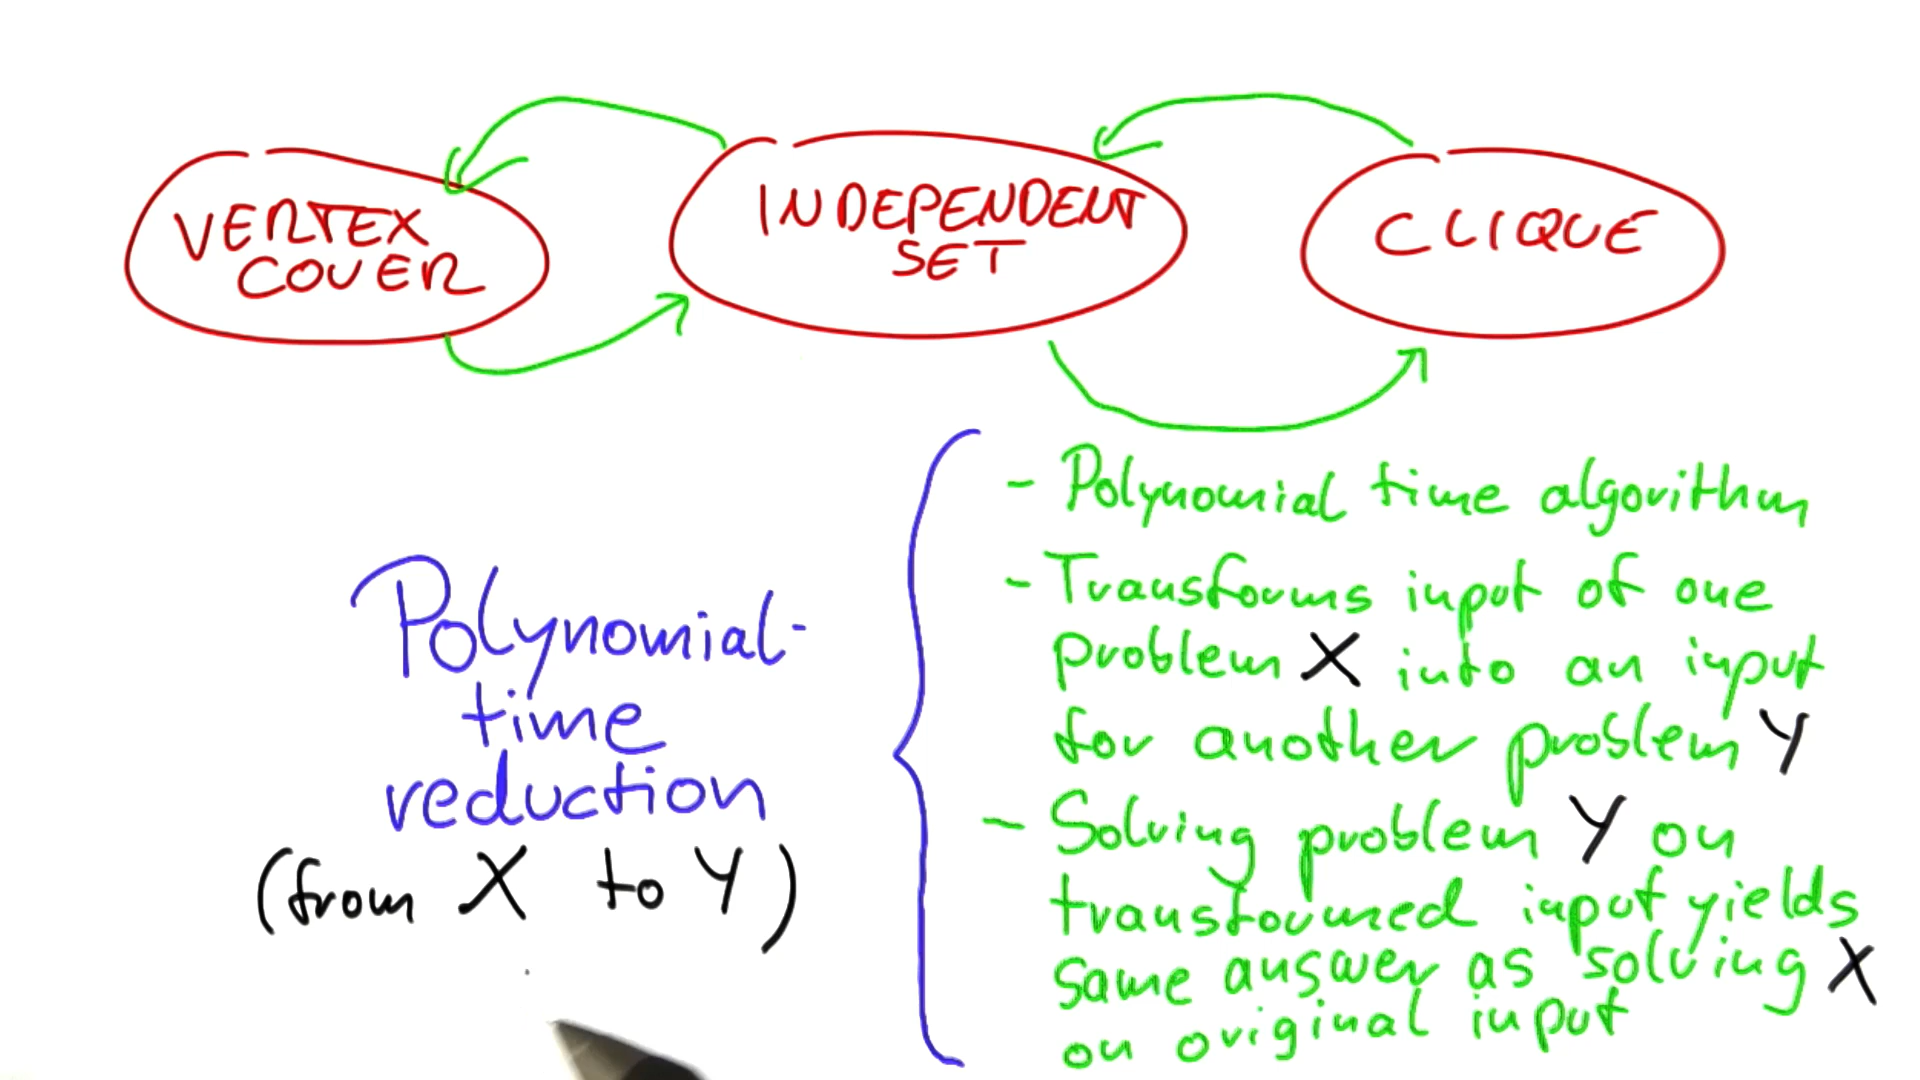 VERTEX
COVER
INDEPENDENT
SET
CLIQUE
Polynomial-
time
reduction
(from X to Y)
- Polynomial time algorithm
- Transforms input of one
problem X into an input
for another problem Y
- Solving problem Y on
transformed input yields
same answer as solving X
on original input